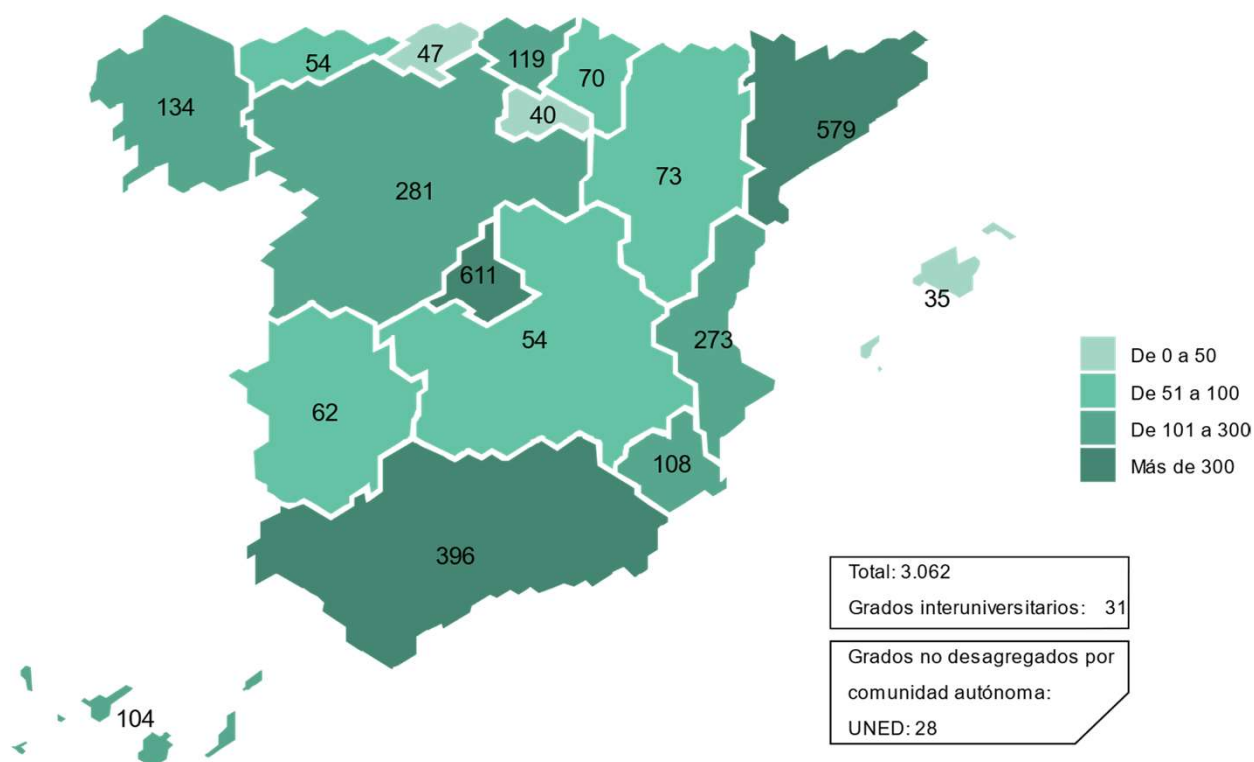 54
47
119
70
134
40
579
73
281
611
35
54
273
62
108
396
104
De 0 a 50
De 51 a 100
De 101 a 300
Más de 300
Total: 3.062
Grados interuniversitarios: 31
Grados no desagregados por
comunidad autónoma:
UNED: 28